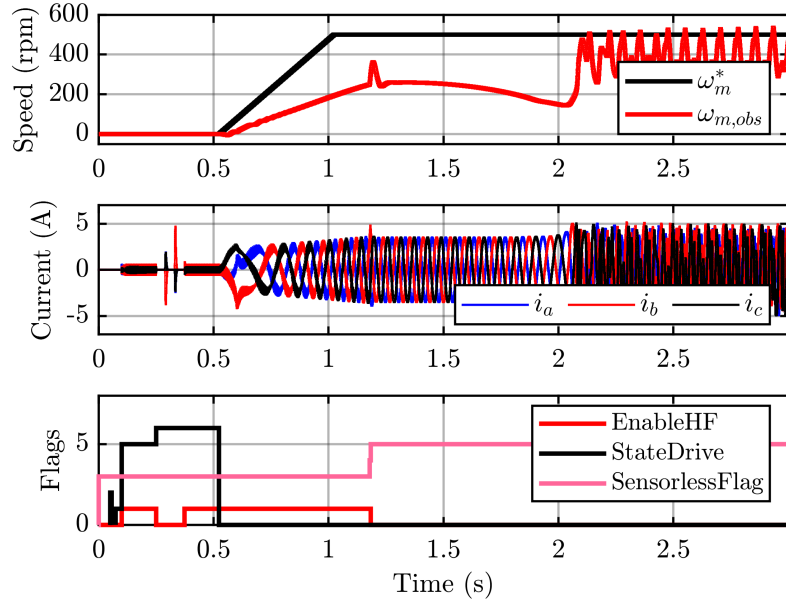 600
400
200
0
Speed (rpm)
ω*m
ωm,obs
0 0.5 1 1.5 2 2.5
5
0
-5
Current (A)
ia ib ic
0 0.5 1 1.5 2 2.5
5
0
Flags
EnableHF
StateDrive
SensorlessFlag
0 0.5 1 1.5 2 2.5
Time (s)